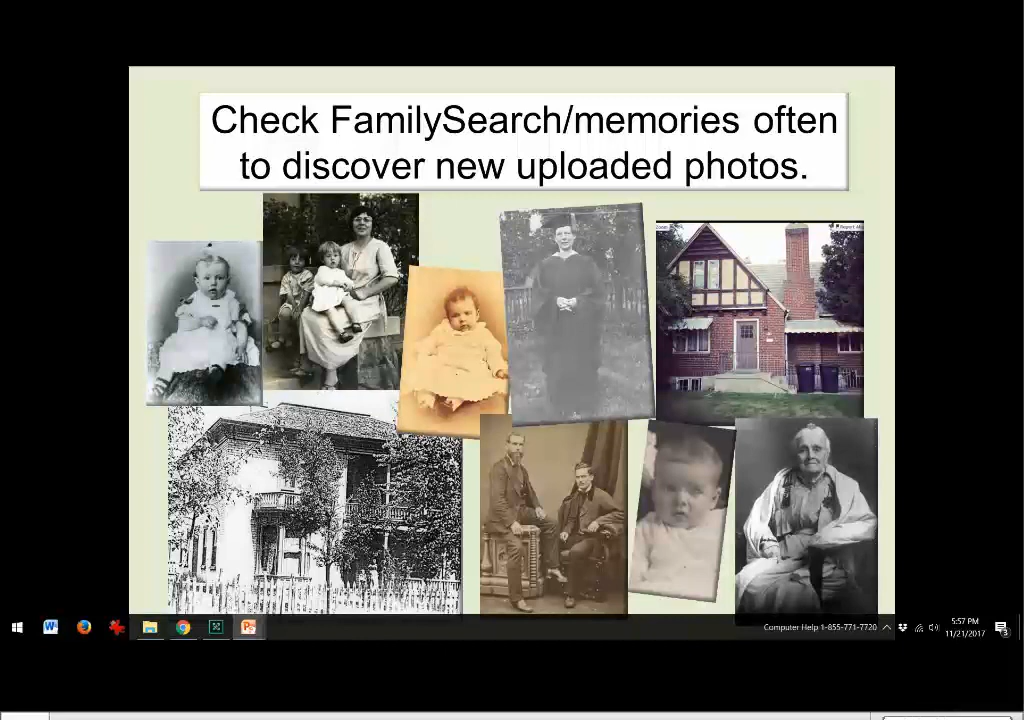 Check FamilySearch/memories often
to discover new uploaded photos.
Computer Help 1-855-771-7720
5:57 PM
11/21/2017
3